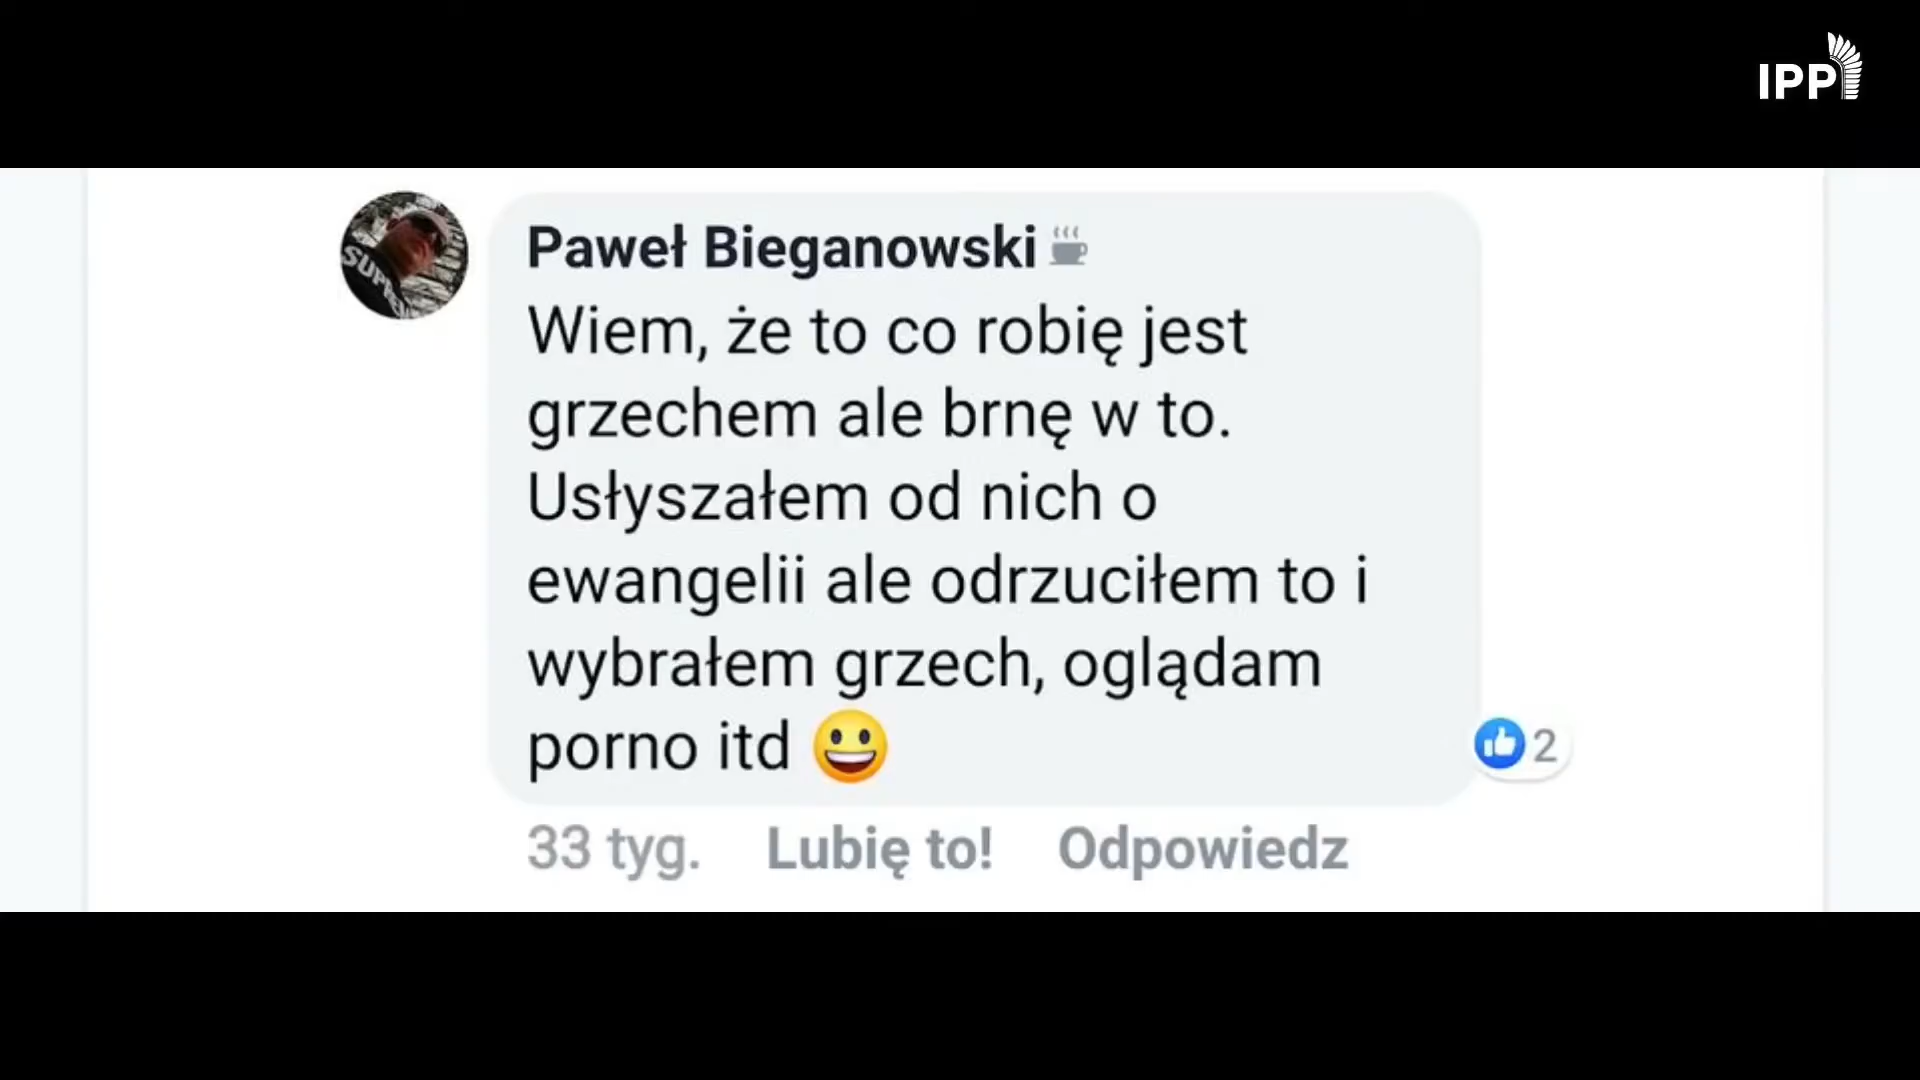 IPP
Paweł Bieganowski
Wiem, że to co robię jest
grzechem ale brnę w to.
Usłyszałem od nich o
ewangelii ale odrzuciłem to i
wybrałem grzech, oglądam
porno itd 😀
2
33 tyg. Lubię to! Odpowiedz